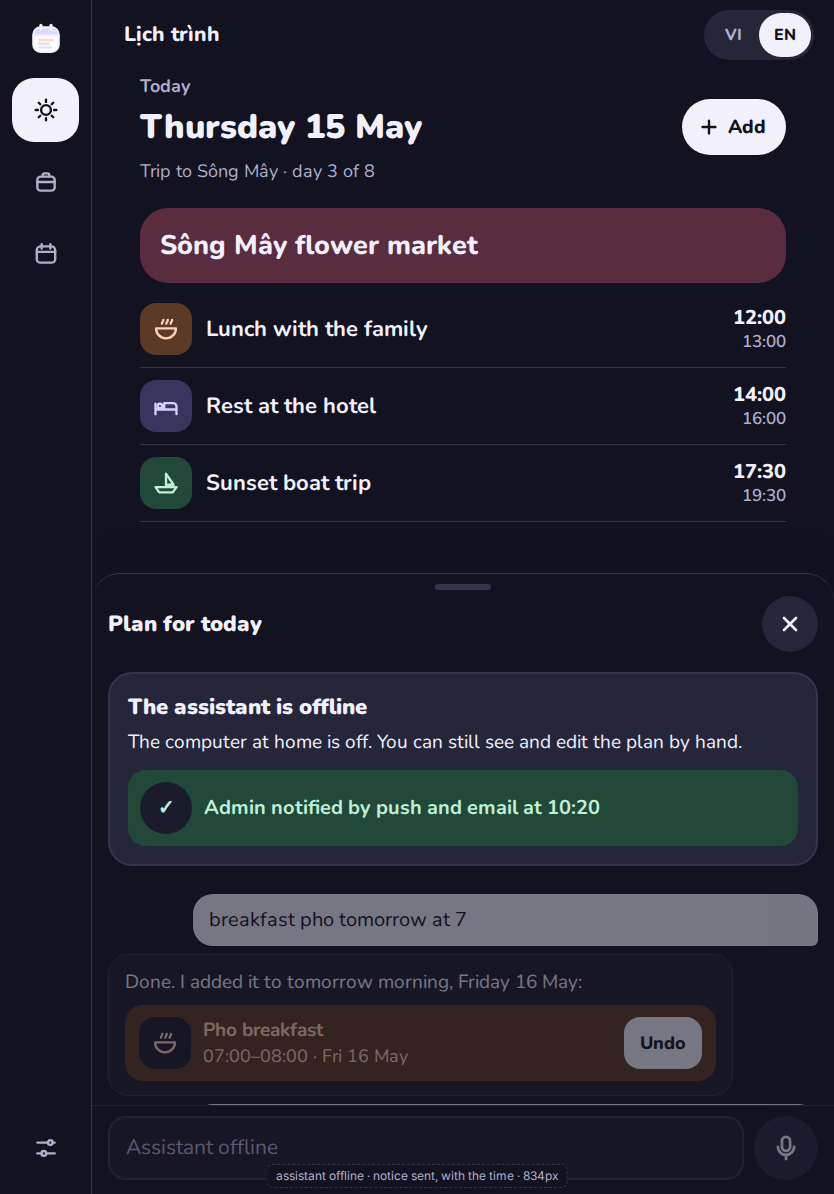 Lịch trình
VI
EN
Today
Thursday 15 May
+ Add
Trip to Sông Mây · day 3 of 8
Sông Mây flower market
Lunch with the family
12:00
13:00
Rest at the hotel
14:00
16:00
Sunset boat trip
17:30
19:30
Plan for today
The assistant is offline
The computer at home is off. You can still see and edit the plan by hand.
✓ Admin notified by push and email at 10:20
breakfast pho tomorrow at 7
Done. I added it to tomorrow morning, Friday 16 May:
Pho breakfast
07:00–08:00 · Fri 16 May
Undo
Assistant offline
assistant offline · notice sent, with the time · 834px